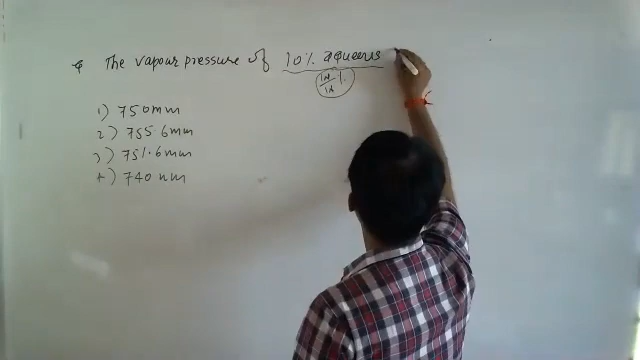 Q The vapour pressure of 10% aqueous
W/W %
1) 750mm
2) 755.6mm
3) 751.6mm
4) 740 mm